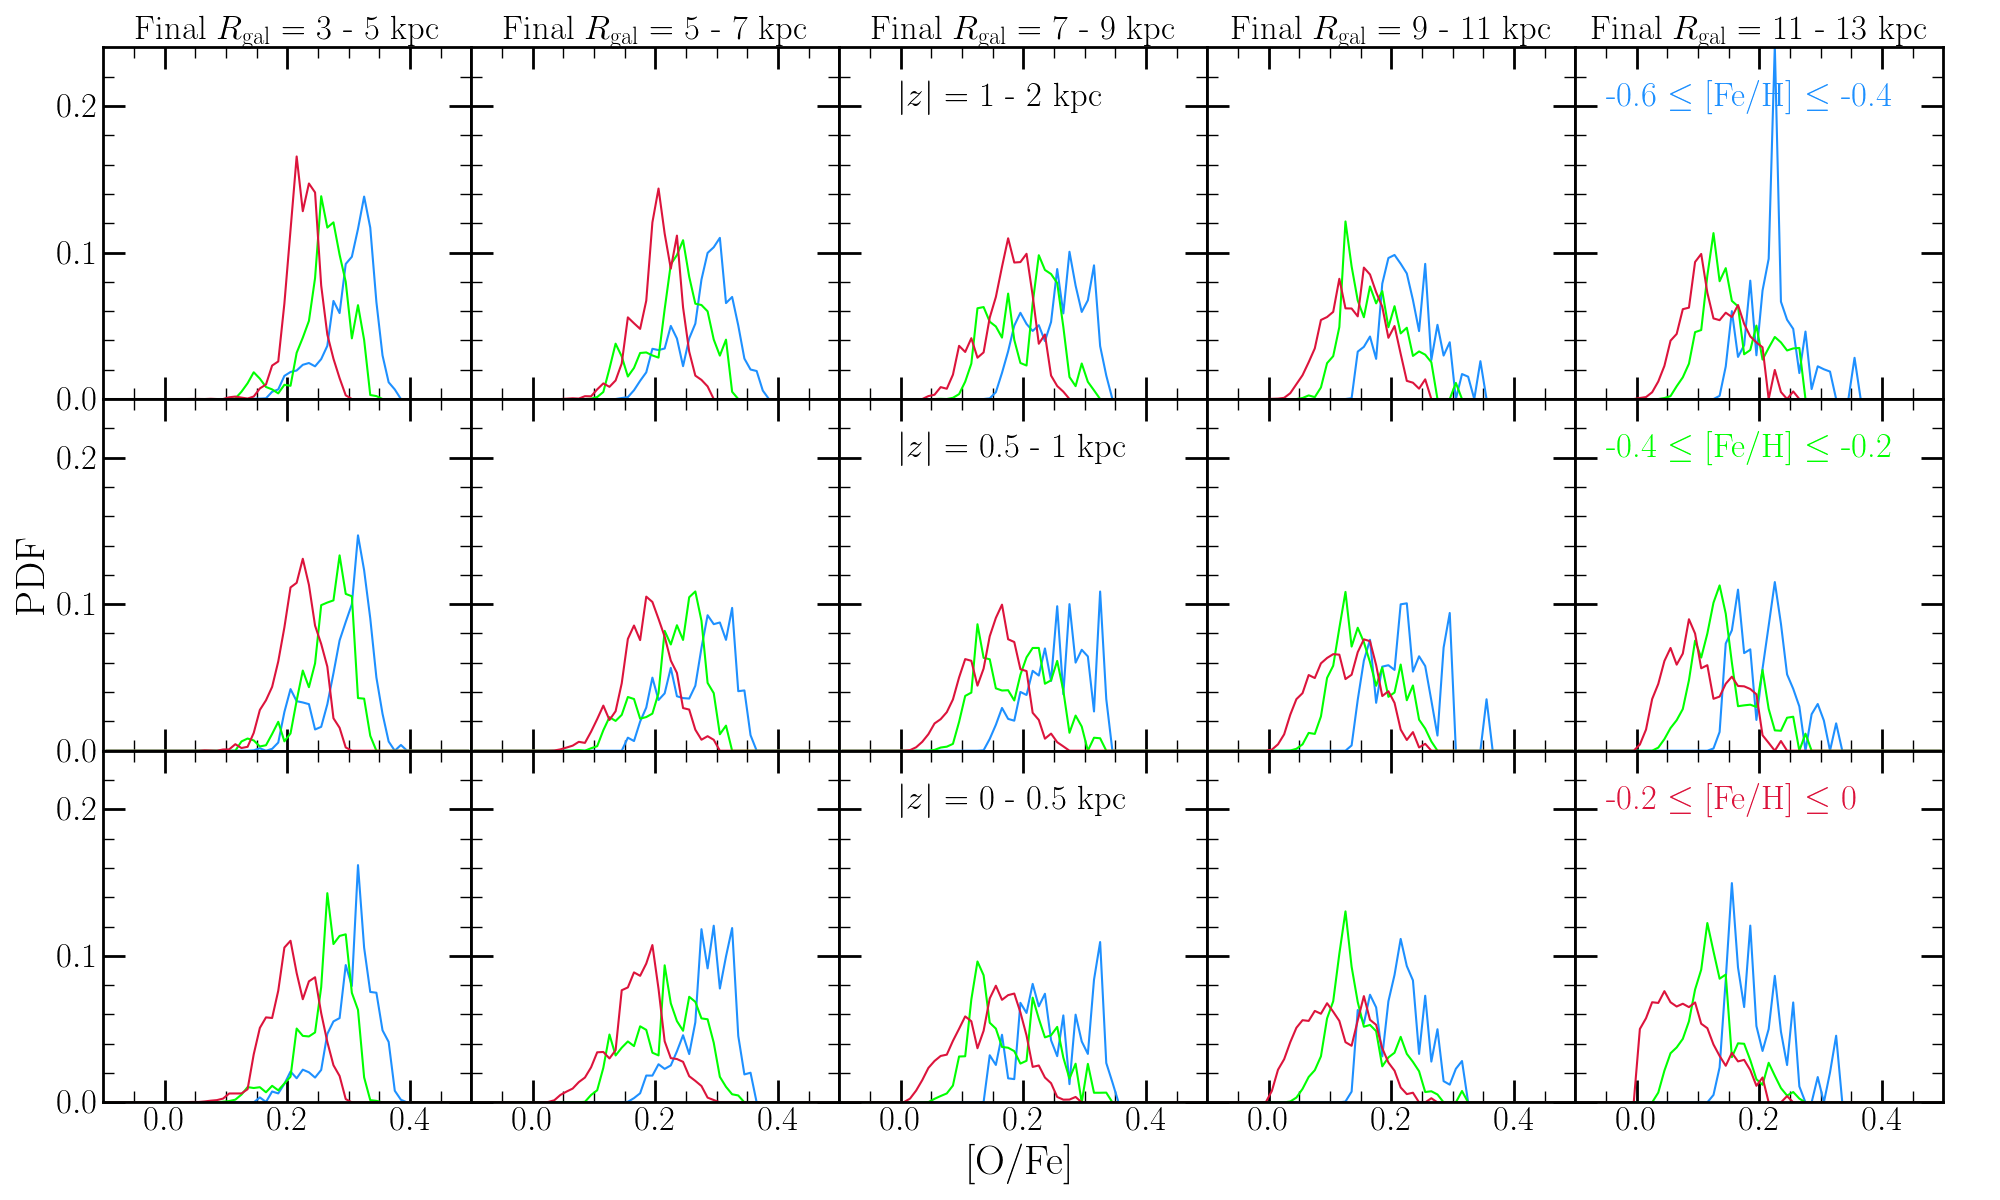 Final R_gal = 3 - 5 kpc
Final R_gal = 5 - 7 kpc
Final R_gal = 7 - 9 kpc
Final R_gal = 9 - 11 kpc
Final R_gal = 11 - 13 kpc
|z| = 1 - 2 kpc
-0.6 ≤ [Fe/H] ≤ -0.4
0.2
0.1
0.0
|z| = 0.5 - 1 kpc
-0.4 ≤ [Fe/H] ≤ -0.2
0.2
0.1
0.0
PDF
|z| = 0 - 0.5 kpc
-0.2 ≤ [Fe/H] ≤ 0
0.2
0.1
0.0
0.0 0.2 0.4 0.0 0.2 0.4 0.0 0.2 0.4 0.0 0.2 0.4 0.0 0.2 0.4
[O/Fe]